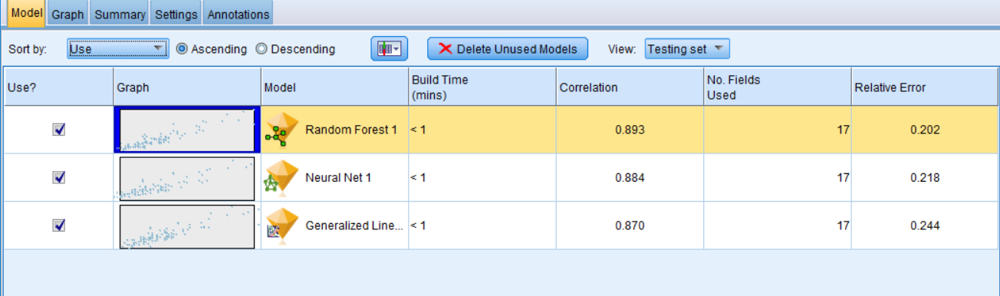 Model Graph Summary Settings Annotations
Sort by: Use Ascending Descending Delete Unused Models View: Testing set
Use? Graph Model Build Time (mins) Correlation No. Fields Used Relative Error
Random Forest 1 < 1 0.893 17 0.202
Neural Net 1 < 1 0.884 17 0.218
Generalized Line... < 1 0.870 17 0.244